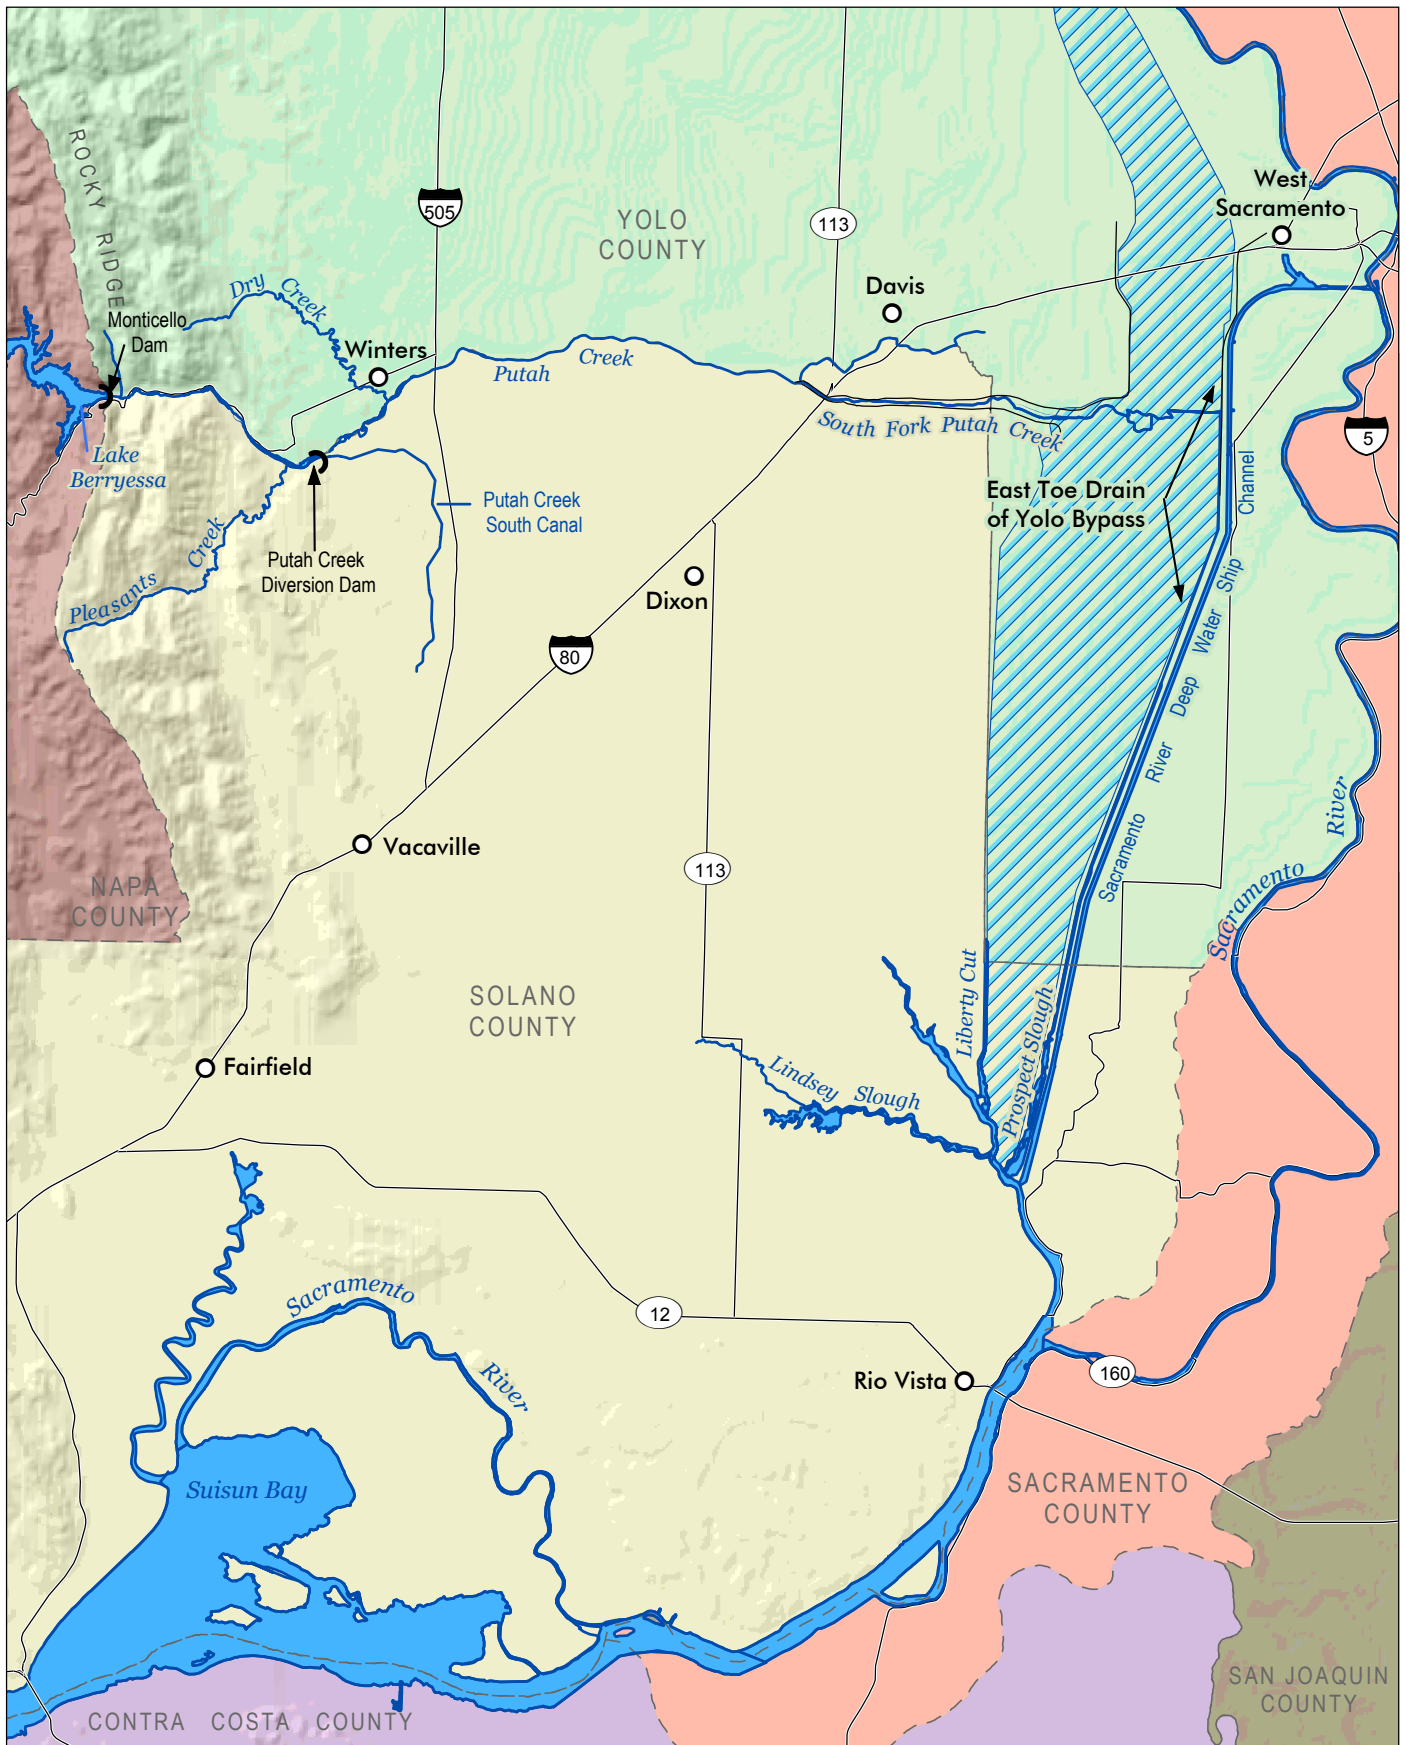 ROCKY RIDGE
505
YOLO
COUNTY
113
West
Sacramento
Dry Creek
Davis
Monticello
Dam
Winters
Putah Creek
South Fork Putah Creek
5
Lake
Berryessa
Channel
East Toe Drain
of Yolo Bypass
Putah Creek
South Canal
Pleasants Creek
Putah Creek
Diversion Dam
Dixon
80
Sacramento River Deep Water Ship
Sacramento River
Vacaville
113
NAPA
COUNTY
SOLANO
COUNTY
Liberty Cut
Prospect Slough
Fairfield
Lindsey Slough
Sacramento River
12
Rio Vista
160
Suisun Bay
SACRAMENTO
COUNTY
SAN JOAQUIN
COUNTY
CONTRA COSTA COUNTY